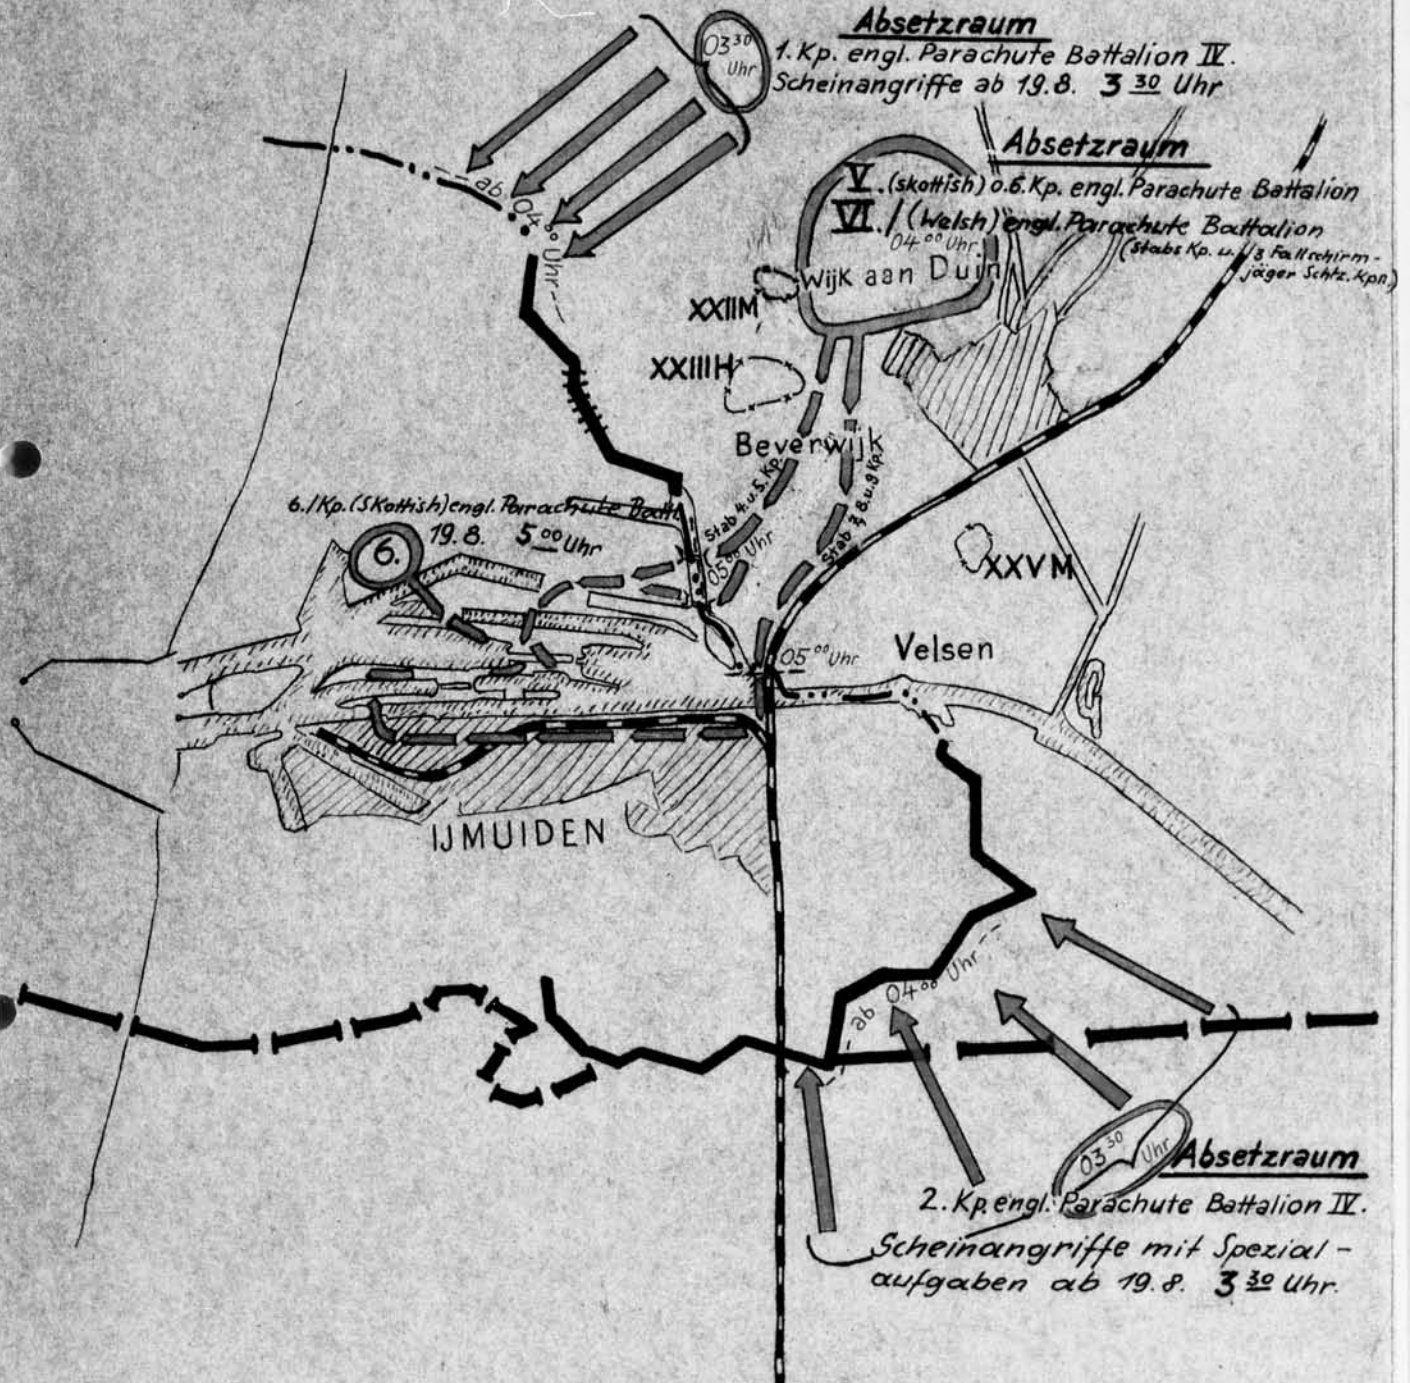 Absetzraum
1. Kp. engl. Parachute Battalion IV.
Scheinangriffe ab 19.8. 3 30 Uhr
03 30
Uhr
ab 04 00 Uhr
Absetzraum
V. (skottish) o. 6. Kp. engl. Parachute Battalion
VI. / (Welsh) engl. Parachute Battalion
(Stabs Kp. u. 1/3 Fallschirm-
jäger Schtz. Kpn.)
04 00 Uhr
Wijk aan Duin
XXIIM
XXIIIH
Beverwijk
Stab 4. u. 5. Kp.
Stab 7, 8. u. 9 Kp.
05 00 Uhr
6./Kp. (Skottish) engl. Parachute Batl.
19.8. 5 00 Uhr
6.
XXVM
05 00 Uhr
Velsen
IJMUIDEN
ab 04 00 Uhr
03 30 Uhr
Absetzraum
2. Kp. engl. Parachute Battalion IV.
Scheinangriffe mit Spezial-
aufgaben ab 19.8. 3 30 Uhr.